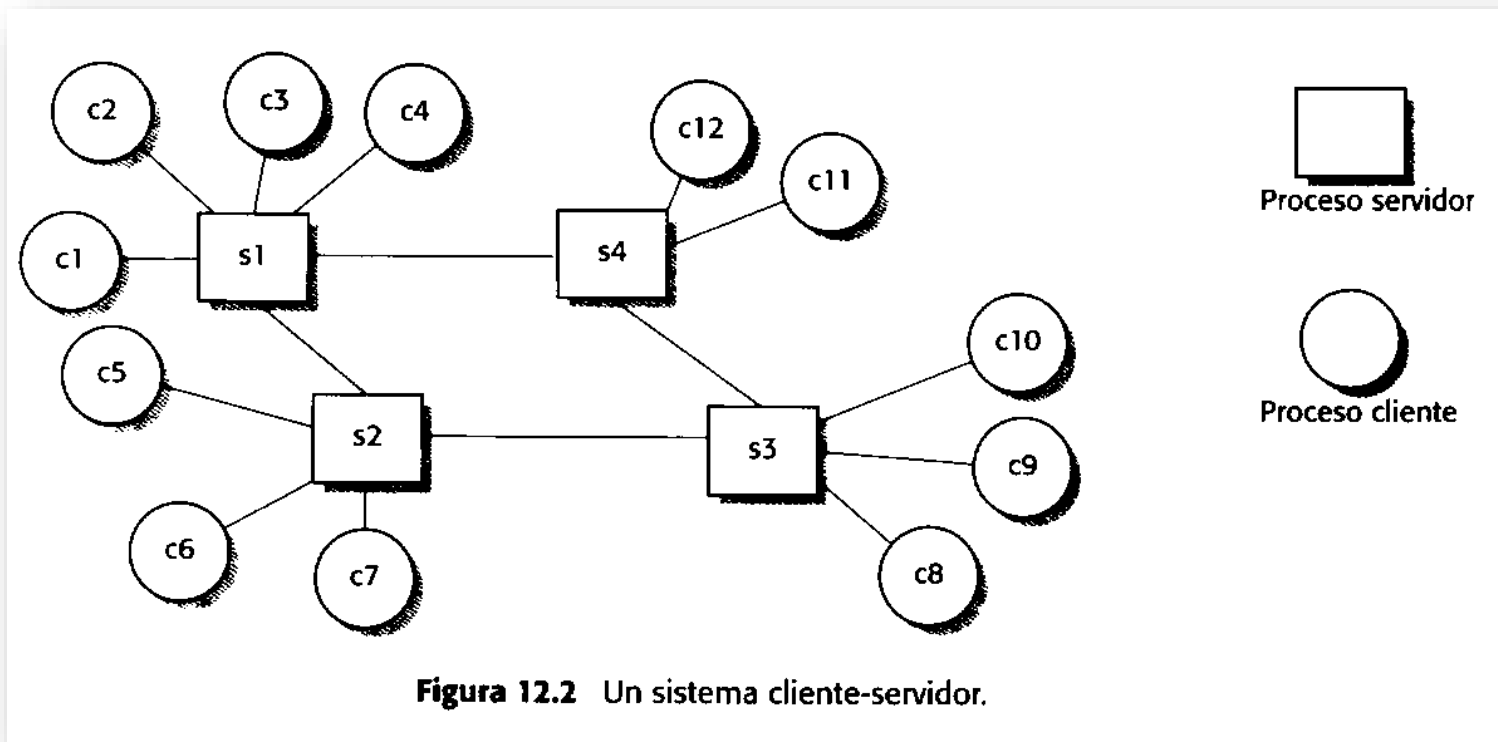 c2
c3
c4
c12
c11
Proceso servidor
c1
s1
s4
c10
c5
Proceso cliente
s2
s3
c9
c6
c7
c8
Figura 12.2 Un sistema cliente-servidor.